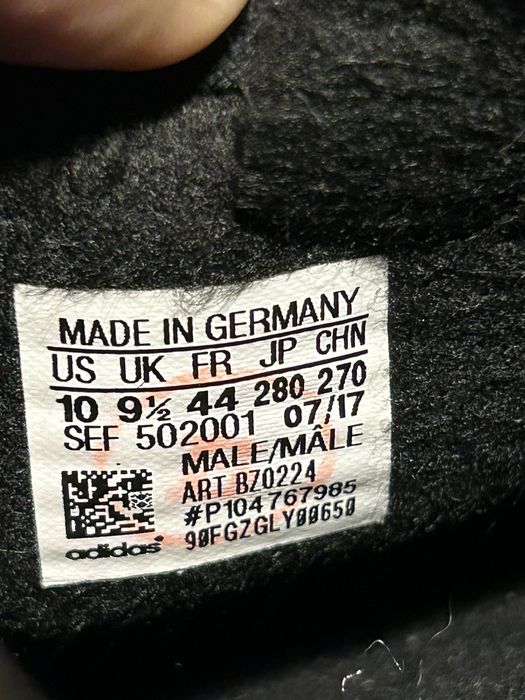 MADE IN GERMANY
US UK FR JP CHN
10 9½ 44 280 270
SEF 502001 07/17
MALE/MÂLE
ART BZ0224
#P104767985
90FGZGLY00650
adidas